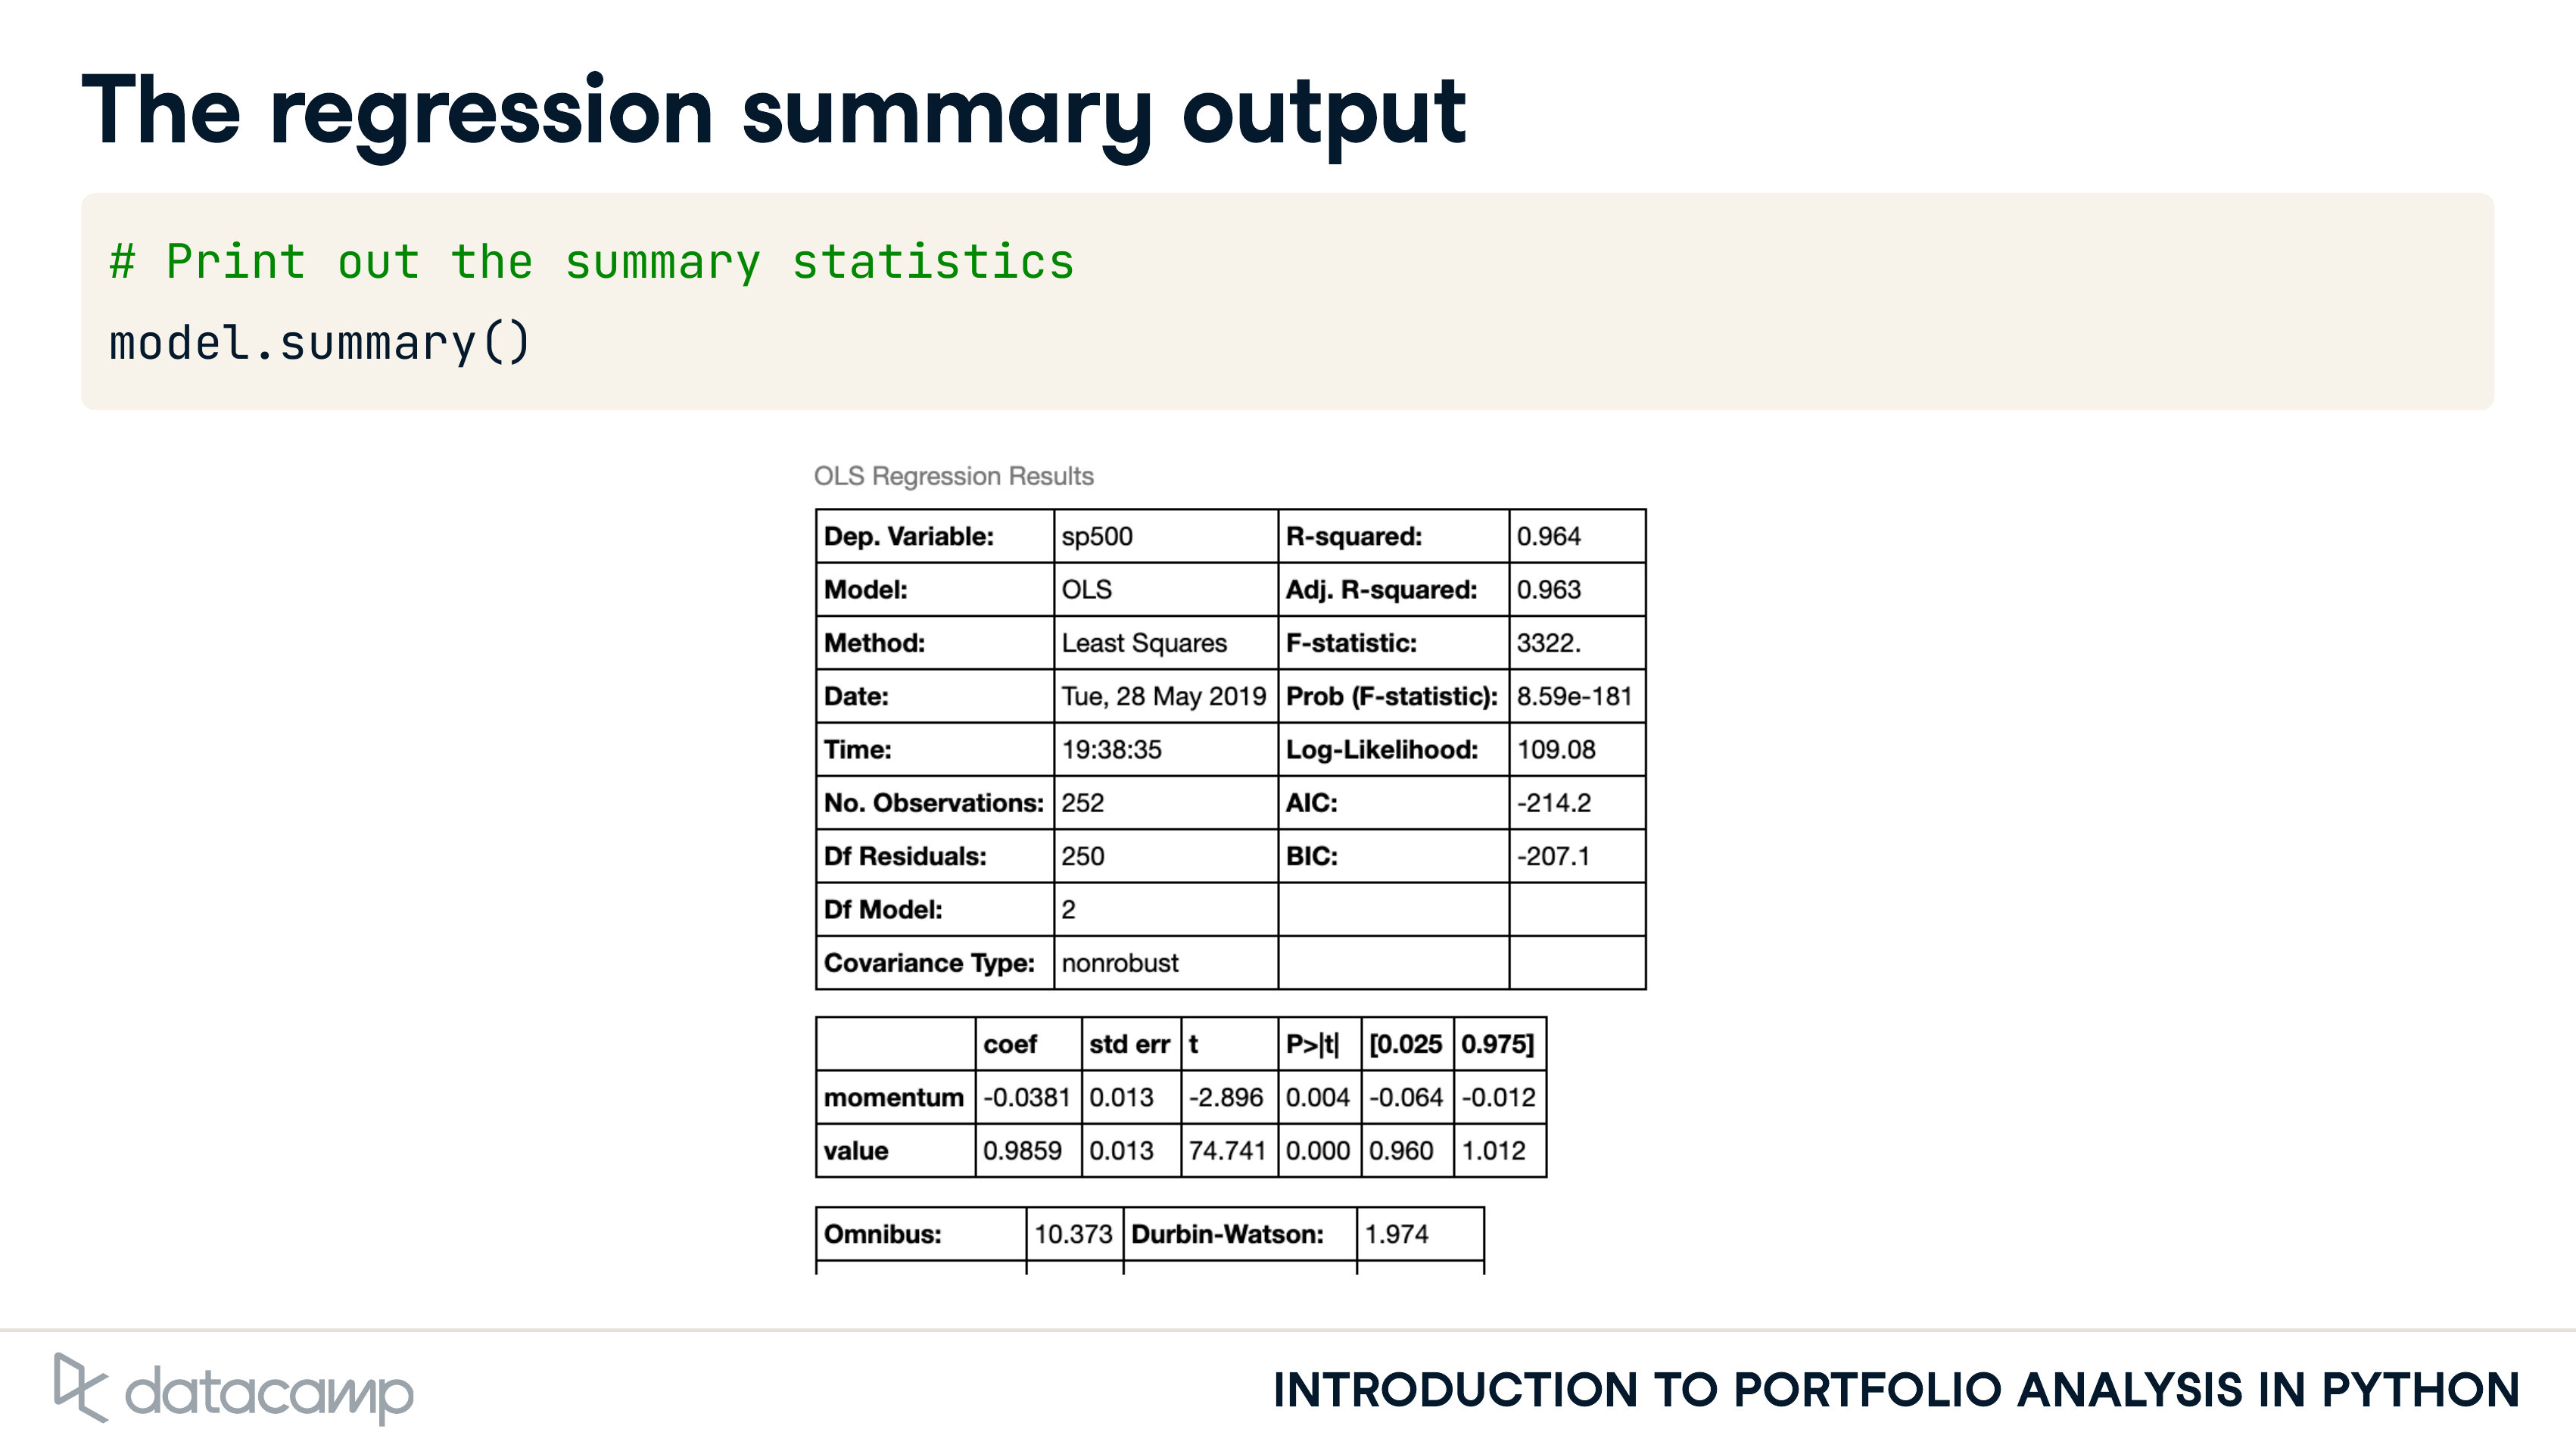 The regression summary output
# Print out the summary statistics
model.summary()
OLS Regression Results
Dep. Variable: sp500 R-squared: 0.964
Model: OLS Adj. R-squared: 0.963
Method: Least Squares F-statistic: 3322.
Date: Tue, 28 May 2019 Prob (F-statistic): 8.59e-181
Time: 19:38:35 Log-Likelihood: 109.08
No. Observations: 252 AIC: -214.2
Df Residuals: 250 BIC: -207.1
Df Model: 2
Covariance Type: nonrobust
coef std err t P>|t| [0.025 0.975]
momentum -0.0381 0.013 -2.896 0.004 -0.064 -0.012
value 0.9859 0.013 74.741 0.000 0.960 1.012
Omnibus: 10.373 Durbin-Watson: 1.974
datacamp
INTRODUCTION TO PORTFOLIO ANALYSIS IN PYTHON